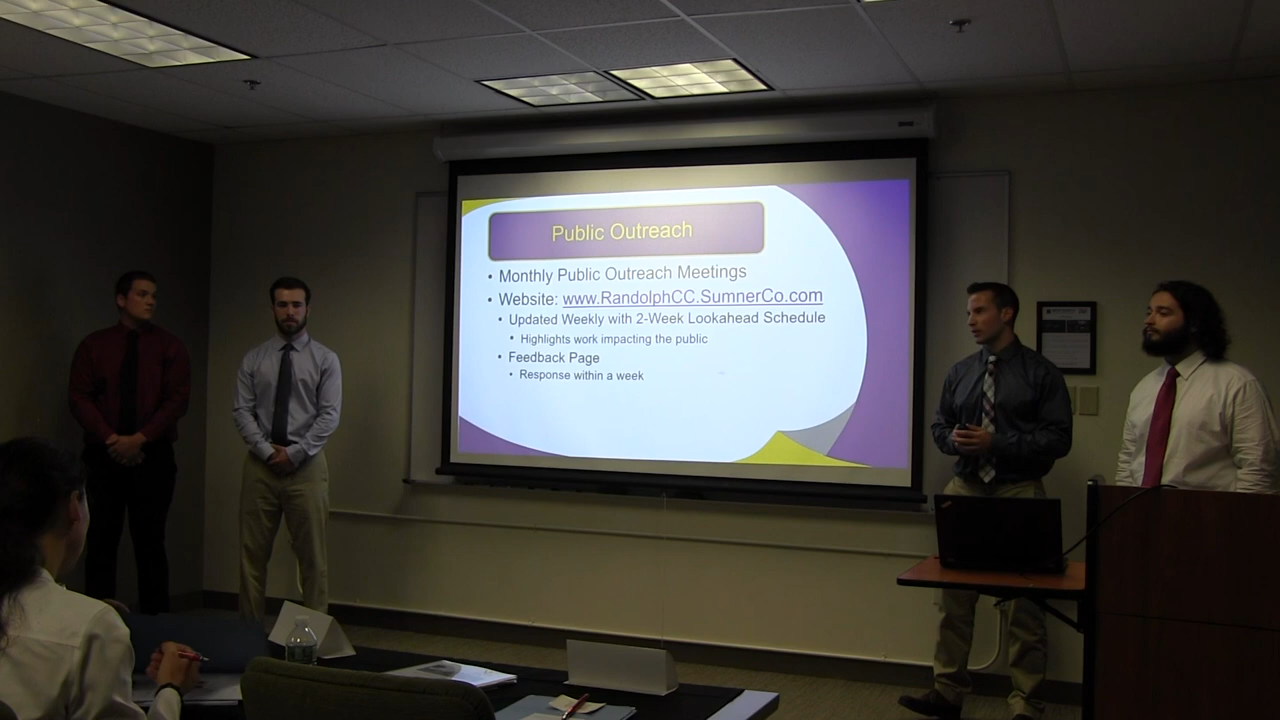 Public Outreach
• Monthly Public Outreach Meetings
• Website: www.RandolphCC.SumnerCo.com
• Updated Weekly with 2-Week Lookahead Schedule
• Highlights work impacting the public
• Feedback Page
• Response within a week